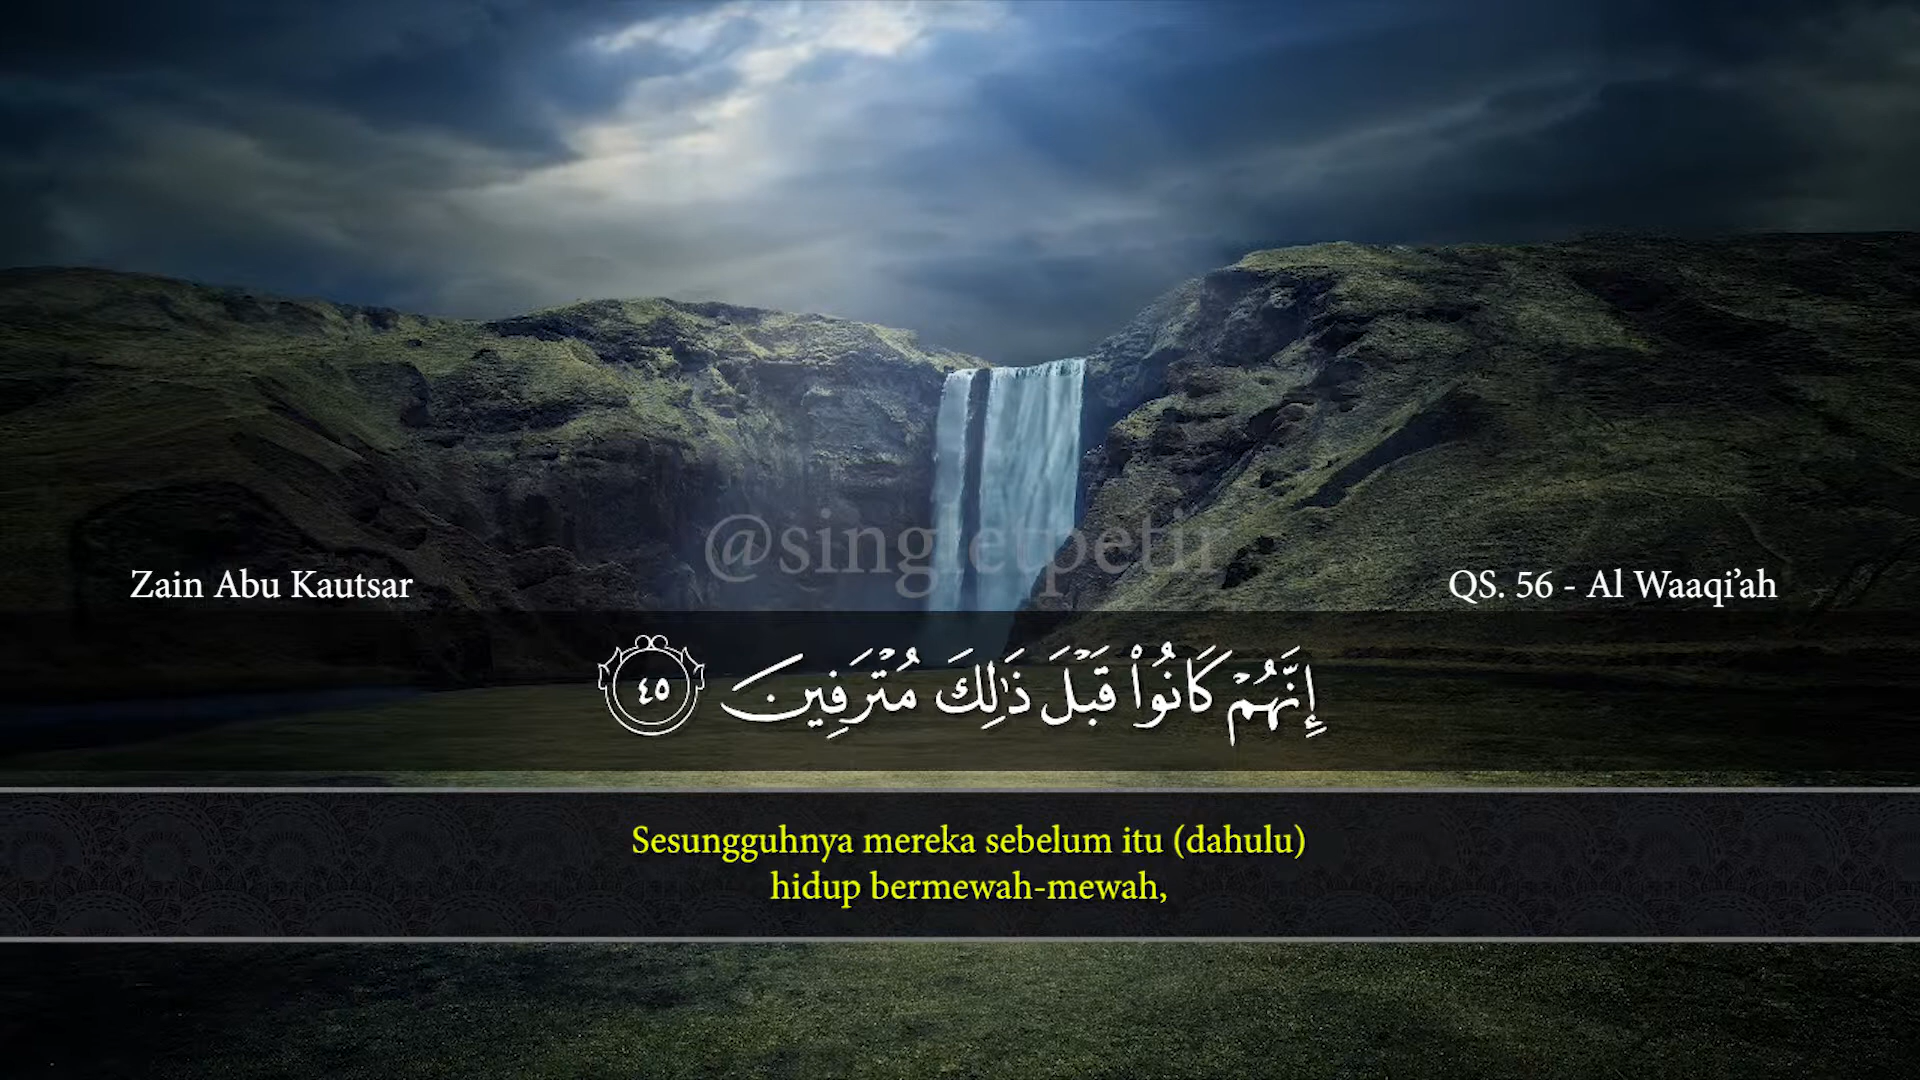 @singletpetir
Zain Abu Kautsar
QS. 56 - Al Waaqi’ah
إِنَّهُمْ كَانُوا۟ قَبْلَ ذَٰلِكَ مُتْرَفِينَ ٤٥
Sesungguhnya mereka sebelum itu (dahulu)
hidup bermewah-mewah,